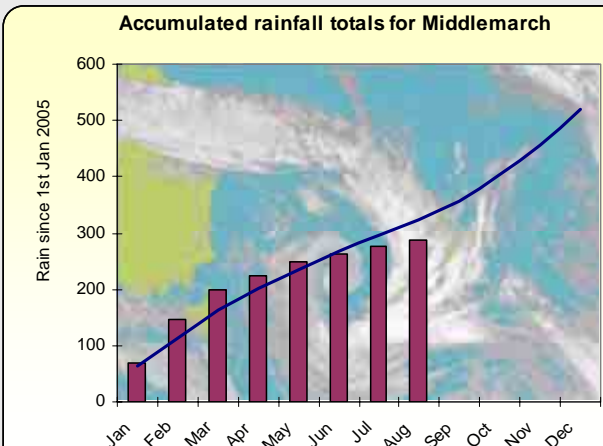 Accumulated rainfall totals for Middlemarch
Rain since 1st Jan 2005
600
500
400
300
200
100
0
Jan
Feb
Mar
Apr
May
Jun
Jul
Aug
Sep
Oct
Nov
Dec